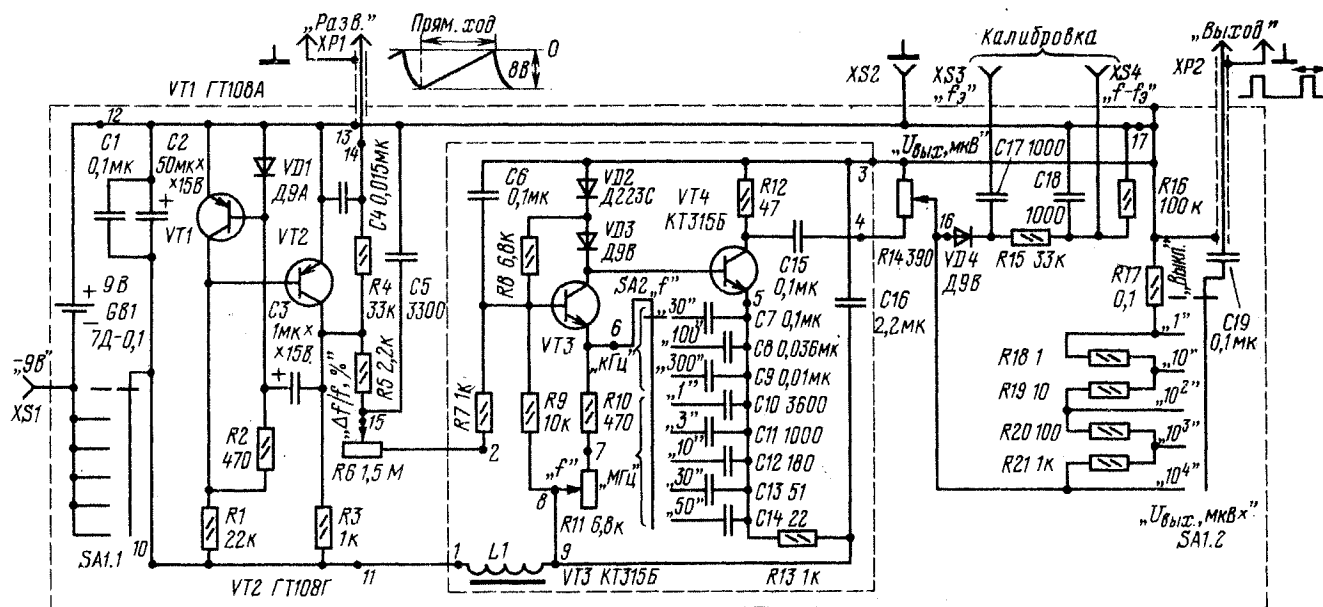 „Разв."
XP1
Прям. ход
0
8В
„Выход"
XP2
Калибровка
XS2
XS3
„fэ"
XS4
„f-fэ"
VT1 ГТ108А
12
C1
0,1мк
C2
50мк×
×15В
VD1
Д9А
13
14
C4 0,015мк
VT1
VT2
C3
1мк×
×15В
R4
33к
C5
3300
R5 2,2к
„Δf/f, %"
15
R6 1,5 М
+ 9В
GB1
7Д-0,1
„-9В"
XS1
SA1.1
10
R1
22к
R2
470
R3
1к
VT2 ГТ108Г
11
C6
0,1мк
VD2
Д223С
VD3
Д9В
R8 6,8к
VT3
R7 1к
2
R9
10к
R10
470
6
7
8
„f"
R11 6,8к
1
L1
9
VT3 КТ315Б
VT4
КТ315Б
R12
47
C15
0,1мк
SA2 „f"
„кГц"
„МГц"
5
„30"
C7 0,1мк
„100"
C8 0,036мк
„300"
C9 0,01мк
„1"
C10 3600
„3"
C11 1000
„10"
C12 180
„30"
C13 51
„50"
C14 22
R13 1к
3
4
C16
2,2мк
„Uвых, мкВ"
R14 390
16
VD4
Д9В
C17 1000
C18
1000
R15 33к
17
R16
100 к
R17
0,1
„Выкл."
C19
0,1мк
R18 1
„1"
R19 10
„10"
„10²"
R20 100
„10³"
R21 1к
„10⁴"
„Uвых, мкВ×"
SA1.2